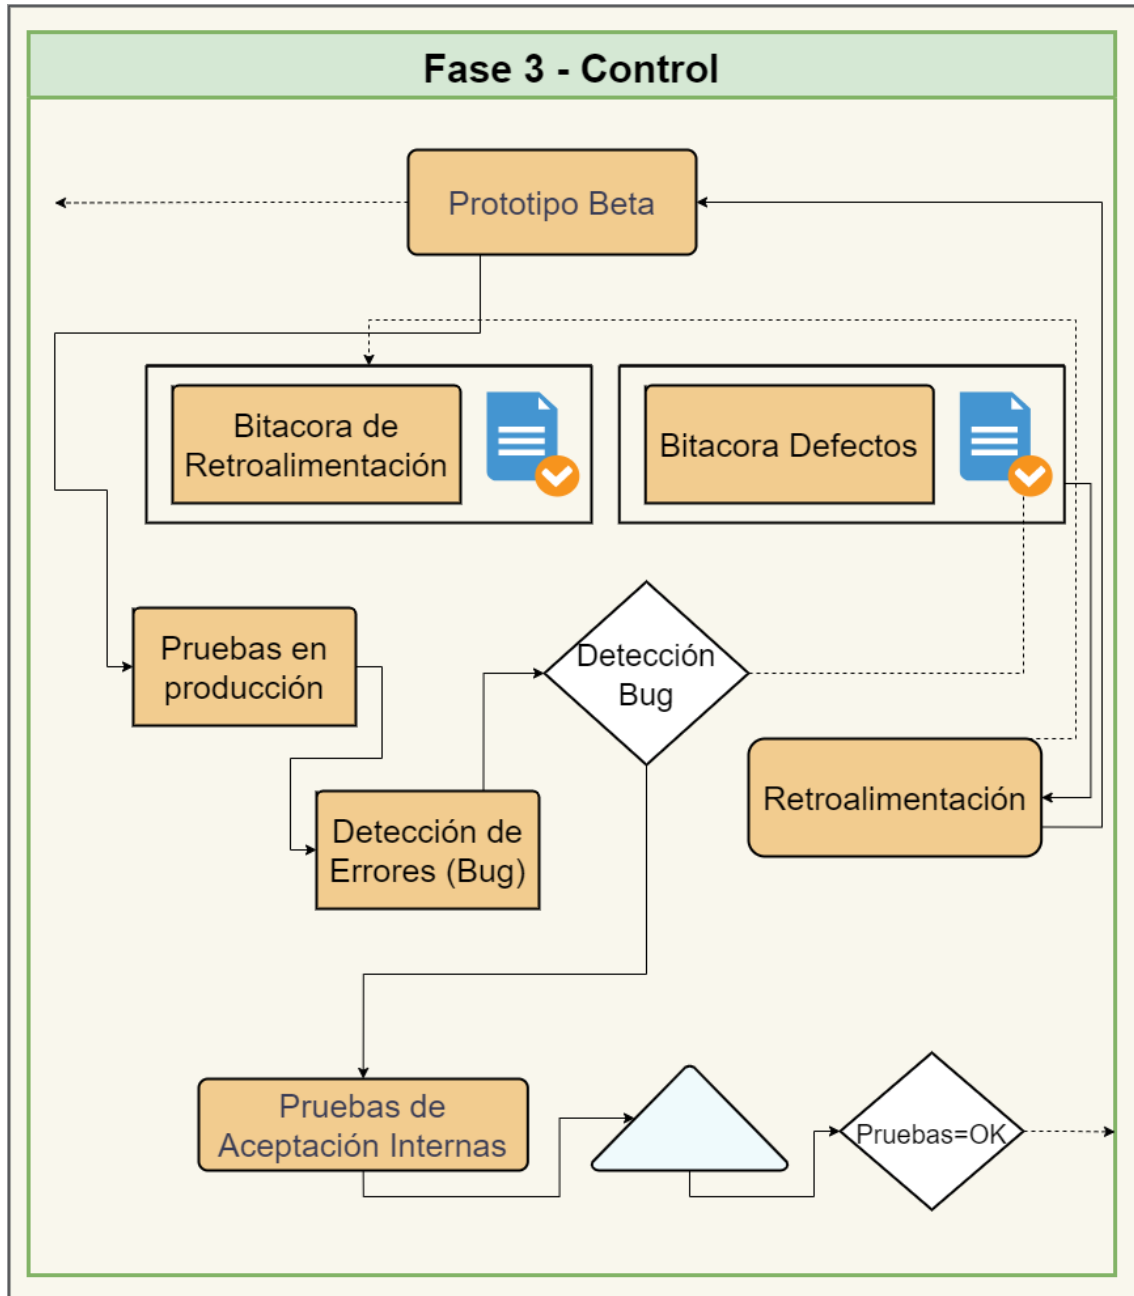 Fase 3 - Control
Prototipo Beta
Bitacora de
Retroalimentación
Bitacora Defectos
Pruebas en
producción
Detección
Bug
Retroalimentación
Detección de
Errores (Bug)
Pruebas de
Aceptación Internas
Pruebas=OK